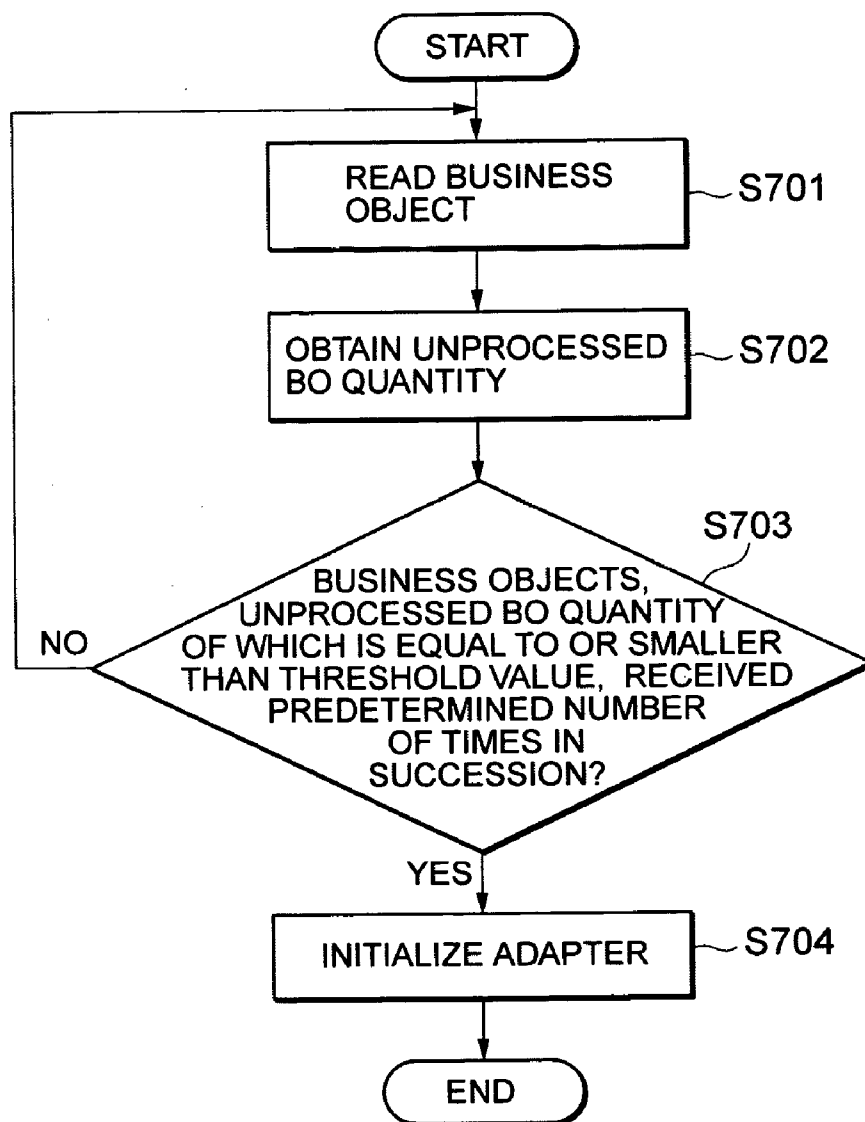 START
READ BUSINESS
OBJECT
S701
OBTAIN UNPROCESSED
BO QUANTITY
S702
S703
BUSINESS OBJECTS,
UNPROCESSED BO QUANTITY
OF WHICH IS EQUAL TO OR SMALLER
THAN THRESHOLD VALUE, RECEIVED
PREDETERMINED NUMBER
OF TIMES IN
SUCCESSION?
NO
YES
INITIALIZE ADAPTER
S704
END